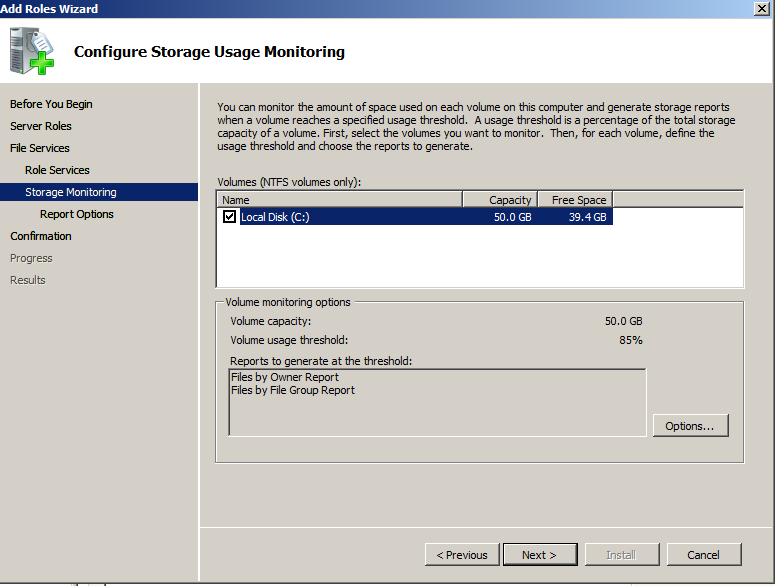 Add Roles Wizard
Configure Storage Usage Monitoring
Before You Begin
Server Roles
File Services
Role Services
Storage Monitoring
Report Options
Confirmation
Progress
Results
You can monitor the amount of space used on each volume on this computer and generate storage reports
when a volume reaches a specified usage threshold.  A usage threshold is a percentage of the total storage
capacity of a volume. First, select the volumes you want to monitor.  Then, for each volume, define the
usage threshold and choose the reports to generate.
Volumes (NTFS volumes only):
Name Capacity Free Space
Local Disk (C:) 50.0 GB 39.4 GB
Volume monitoring options
Volume capacity: 50.0 GB
Volume usage threshold: 85%
Reports to generate at the threshold:
Files by Owner Report
Files by File Group Report
Options...
< Previous Next > Install Cancel